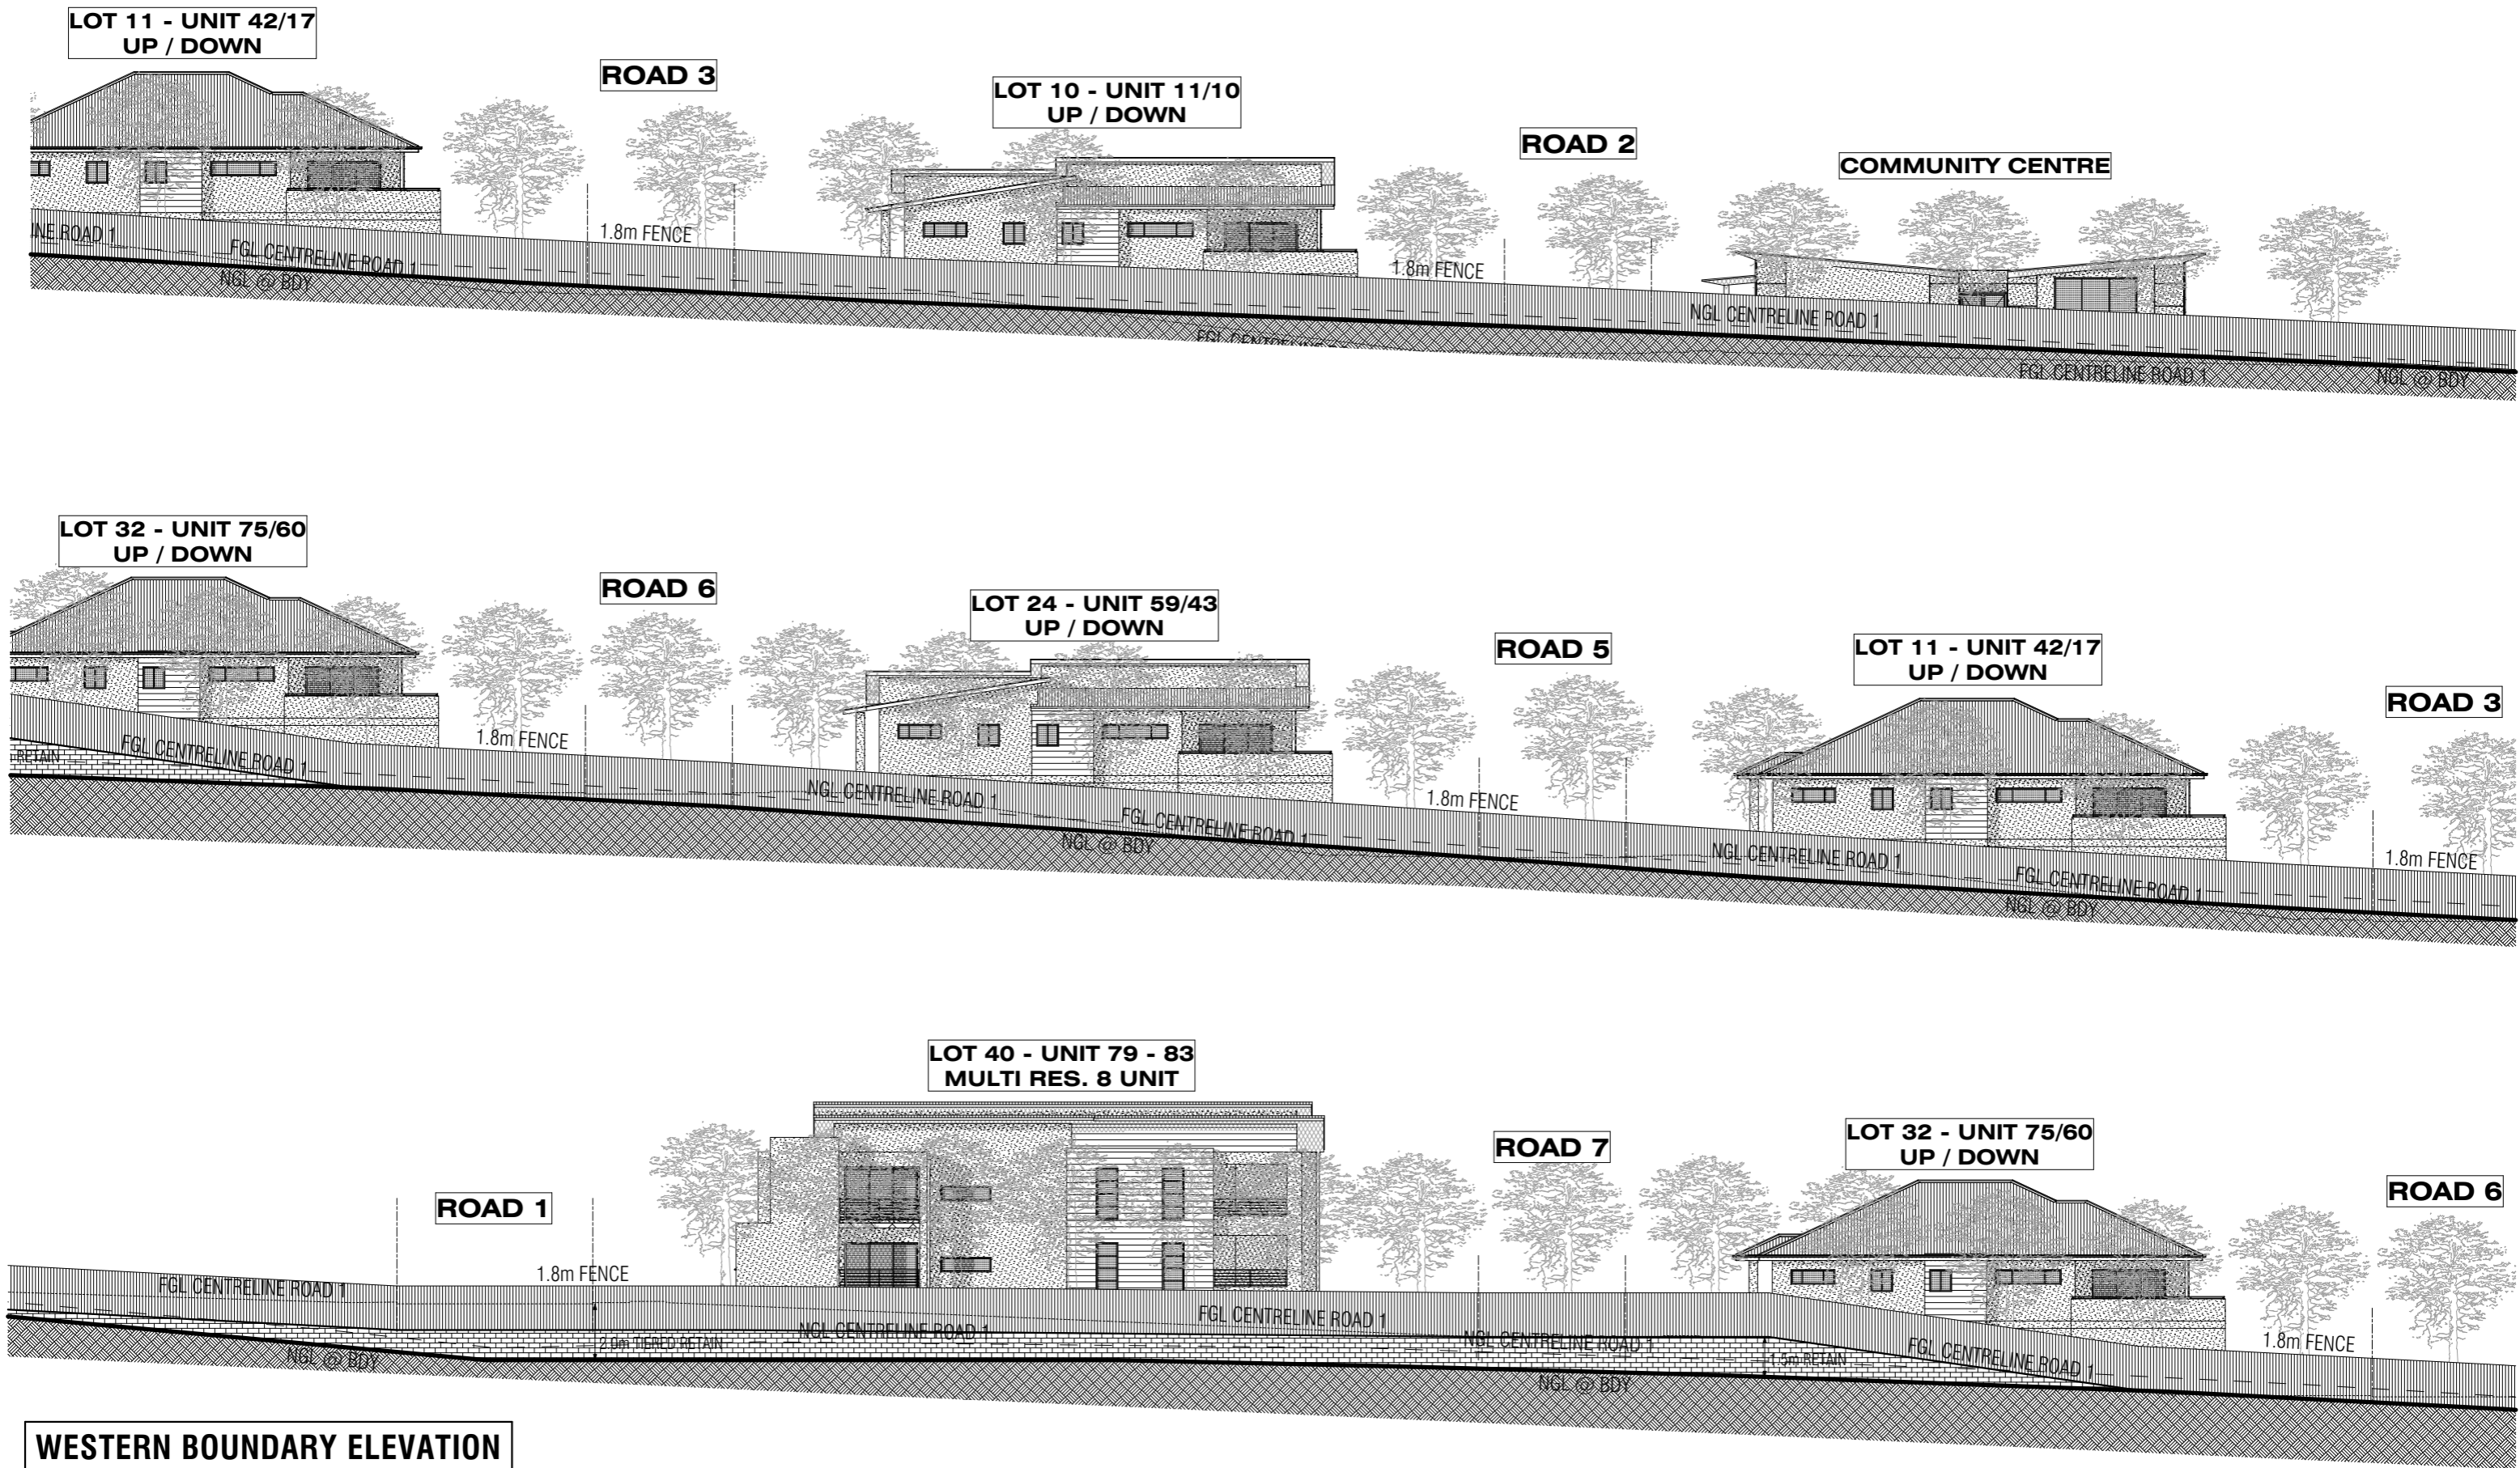 LOT 11 - UNIT 42/17
UP / DOWN
ROAD 3
LOT 10 - UNIT 11/10
UP / DOWN
ROAD 2
COMMUNITY CENTRE
INE ROAD 1
FGL CENTRELINE ROAD 1
NGL @ BDY
1.8m FENCE
1.8m FENCE
NGL CENTRELINE ROAD 1
FGL CENTRELINE ROAD 1
NGL @ BDY
LOT 32 - UNIT 75/60
UP / DOWN
ROAD 6
LOT 24 - UNIT 59/43
UP / DOWN
ROAD 5
LOT 11 - UNIT 42/17
UP / DOWN
ROAD 3
RETAIN
FGL CENTRELINE ROAD 1
1.8m FENCE
NGL CENTRELINE ROAD 1
FGL CENTRELINE ROAD 1
NGL @ BDY
1.8m FENCE
NGL CENTRELINE ROAD 1
FGL CENTRELINE ROAD 1
NGL @ BDY
1.8m FENCE
LOT 40 - UNIT 79 - 83
MULTI RES. 8 UNIT
ROAD 1
ROAD 7
LOT 32 - UNIT 75/60
UP / DOWN
ROAD 6
FGL CENTRELINE ROAD 1
1.8m FENCE
NGL @ BDY
2.0m TIERED RETAIN
NGL CENTRELINE ROAD 1
FGL CENTRELINE ROAD 1
NGL CENTRELINE ROAD 1
NGL @ BDY
1.5m RETAIN
FGL CENTRELINE ROAD 1
1.8m FENCE
WESTERN BOUNDARY ELEVATION